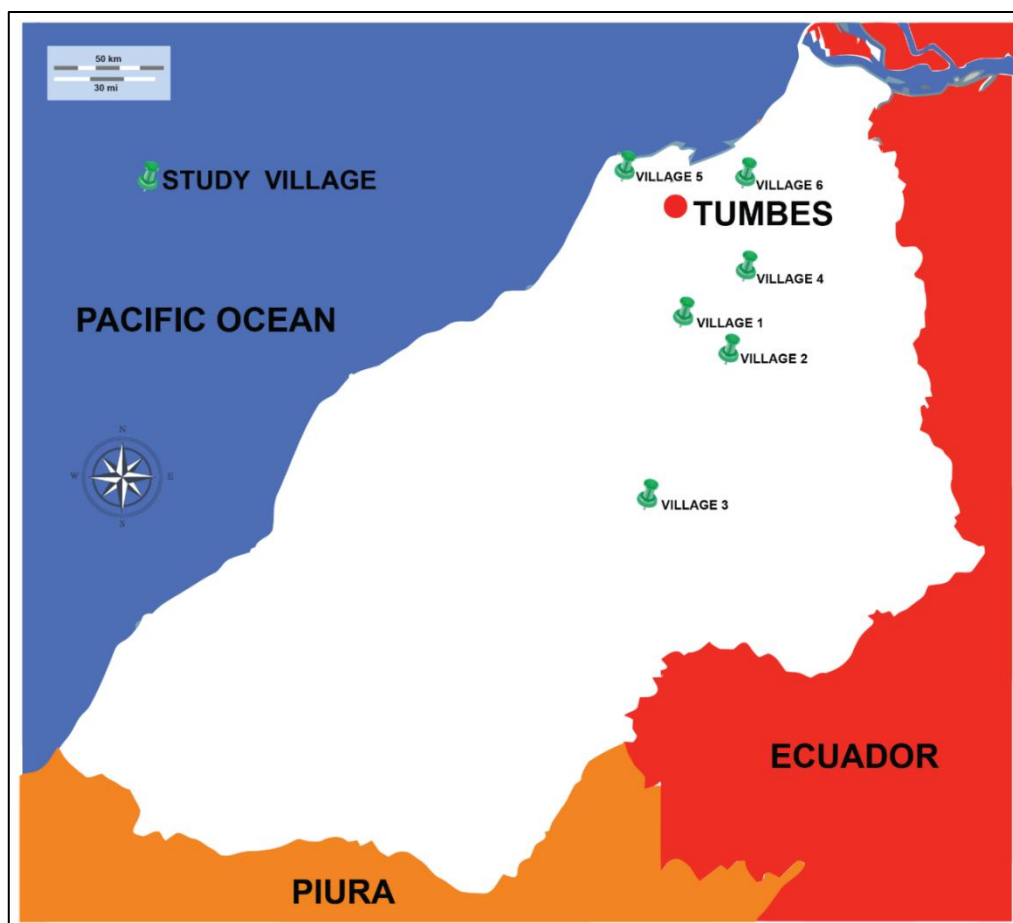 50 km
30 mi
STUDY VILLAGE
VILLAGE 5
VILLAGE 6
TUMBES
VILLAGE 4
PACIFIC OCEAN
VILLAGE 1
VILLAGE 2
N
W
E
S
VILLAGE 3
ECUADOR
PIURA